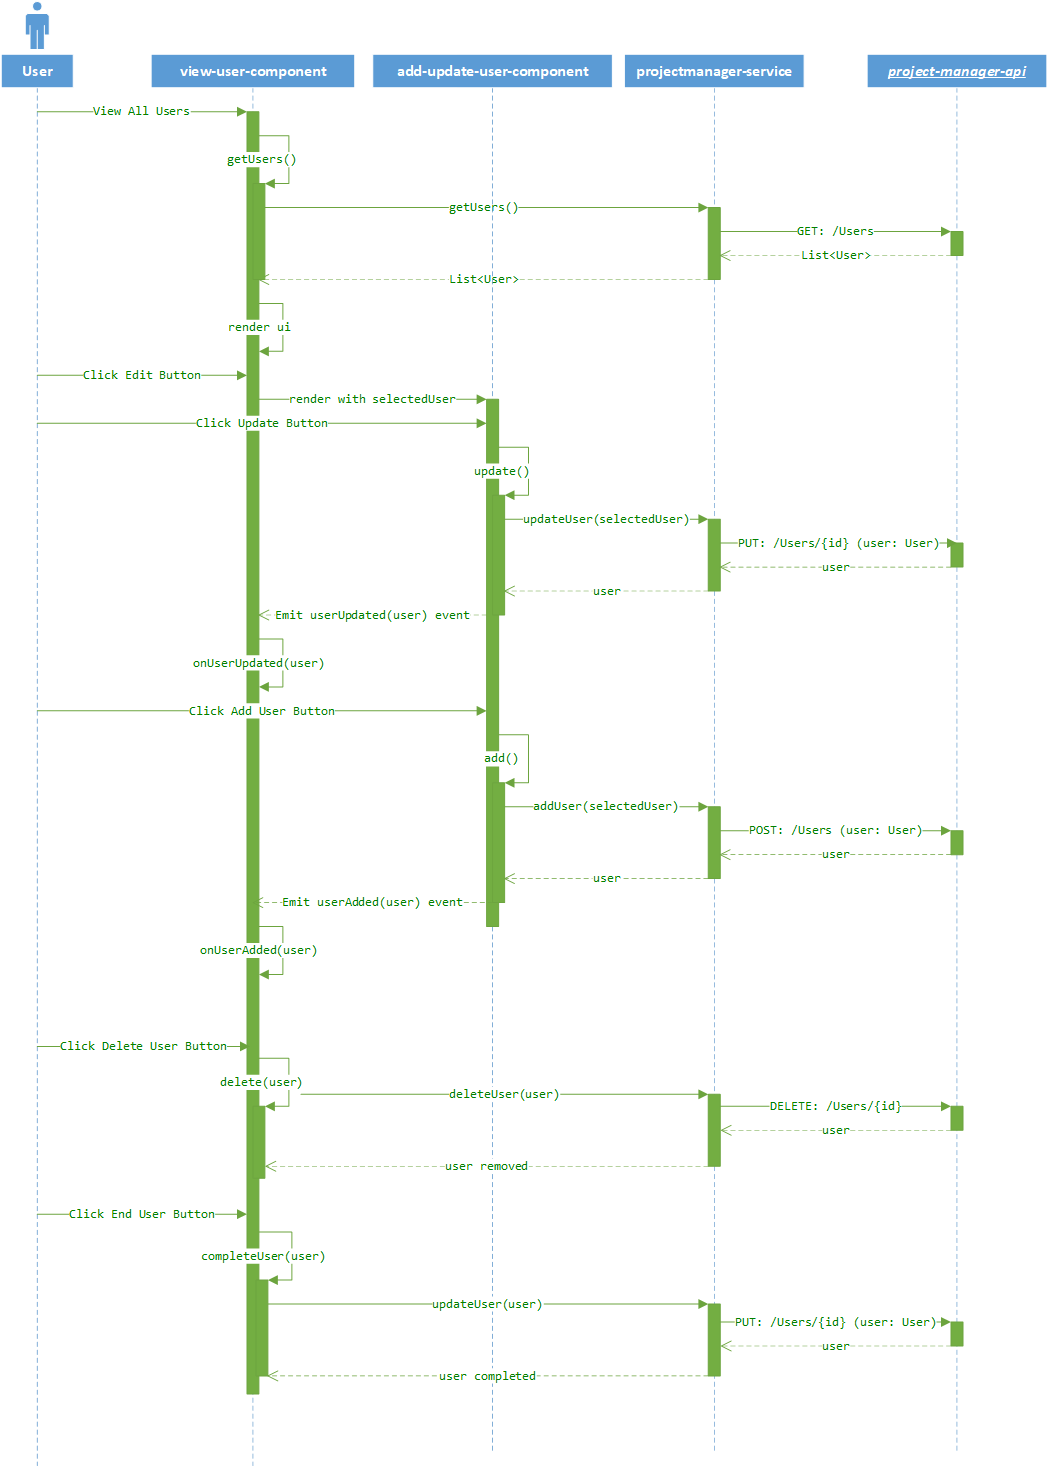 User
view-user-component
add-update-user-component
projectmanager-service
project-manager-api
View All Users
getUsers()
getUsers()
GET: /Users
List<User>
List<User>
render ui
Click Edit Button
render with selectedUser
Click Update Button
update()
updateUser(selectedUser)
PUT: /Users/{id} (user: User)
user
user
Emit userUpdated(user) event
onUserUpdated(user)
Click Add User Button
add()
addUser(selectedUser)
POST: /Users (user: User)
user
user
Emit userAdded(user) event
onUserAdded(user)
Click Delete User Button
delete(user)
deleteUser(user)
DELETE: /Users/{id}
user
user removed
Click End User Button
completeUser(user)
updateUser(user)
PUT: /Users/{id} (user: User)
user
user completed